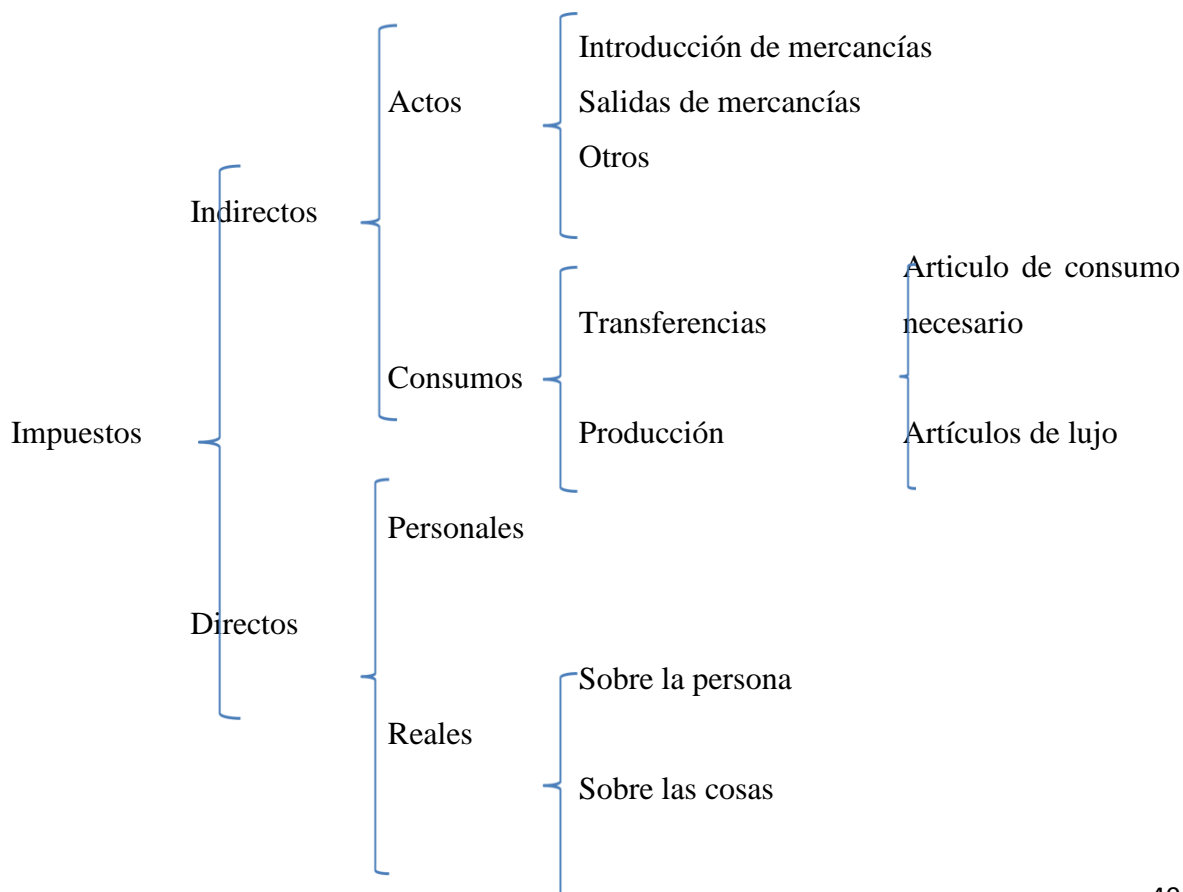 Introducción de mercancías
Actos
Salidas de mercancías
Otros
Indirectos
Articulo de consumo
Transferencias
necesario
Consumos
Impuestos
Producción
Artículos de lujo
Personales
Directos
Sobre la persona
Reales
Sobre las cosas